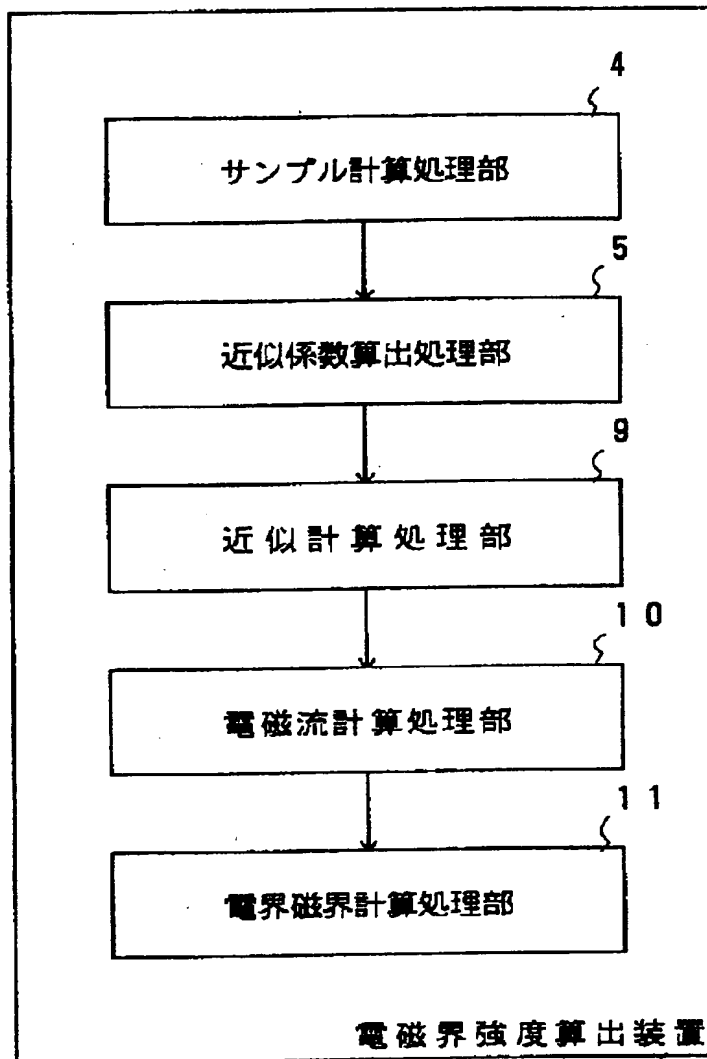 4
サンプル計算処理部
5
近似係数算出処理部
9
近似計算処理部
10
電磁流計算処理部
11
電界磁界計算処理部
電磁界強度算出装置